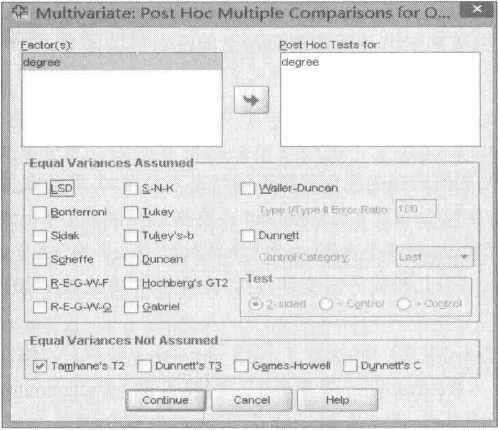 Multivariate: Post Hoc Multiple Comparisons for O...
Factor(s):
degree
Post Hoc Tests for:
degree
Equal Variances Assumed
LSD
S-N-K
Waller-Duncan
Bonferroni
Tukey
Type I/Type II Error Ratio: 100
Sidak
Tukey's-b
Dunnett
Scheffe
Duncan
Control Category: Last
R-E-G-W-F
Hochberg's GT2
Test
R-E-G-W-Q
Gabriel
2-sided
< Control
> Control
Equal Variances Not Assumed
Tamhane's T2
Dunnett's T3
Games-Howell
Dunnett's C
Continue
Cancel
Help